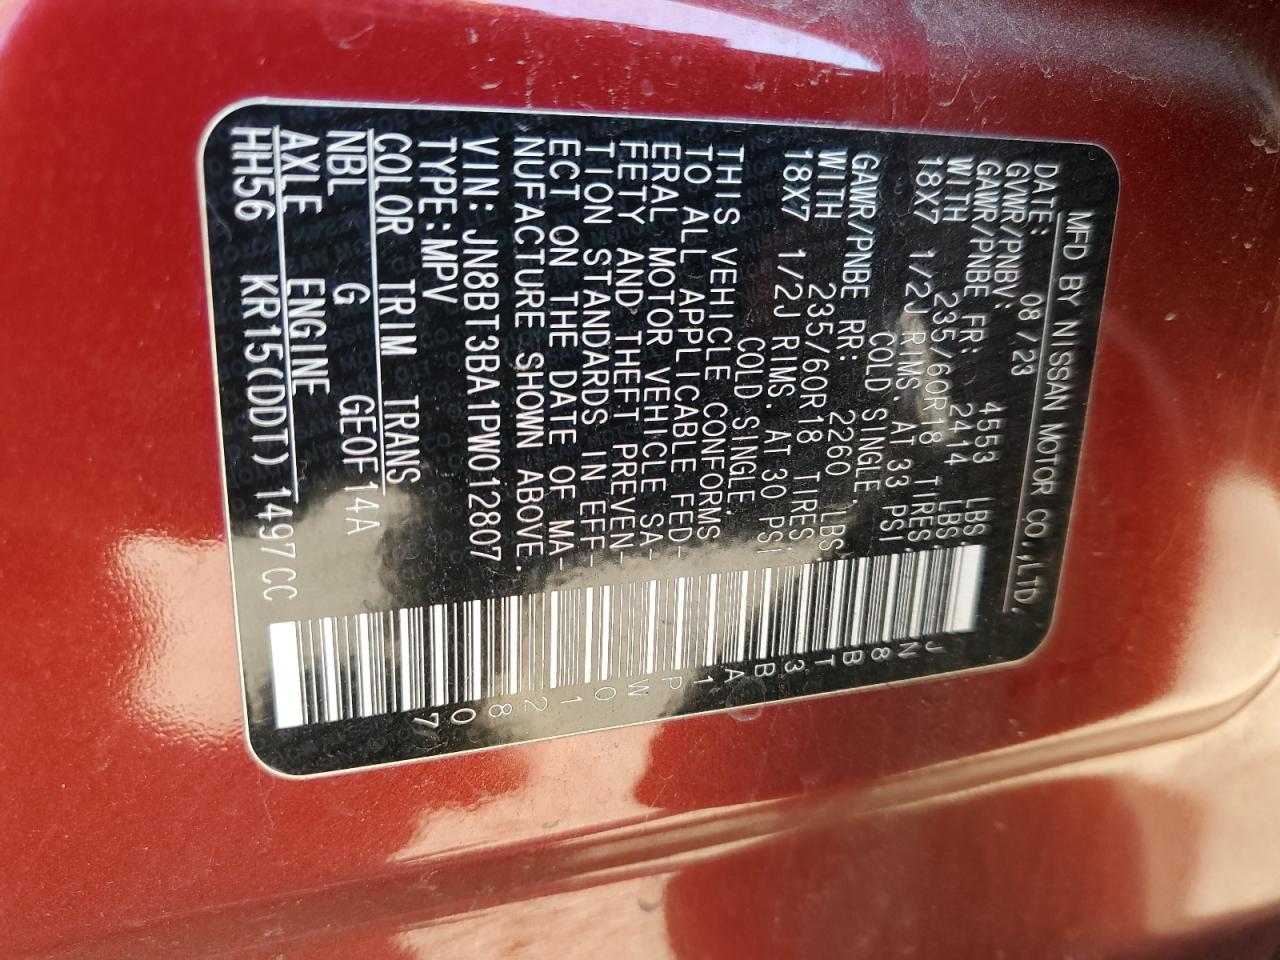 MFD BY NISSAN MOTOR CO.,LTD.
DATE: 08/23
GVWR/PNBV: 4553 LBS
GAWR/PNBE FR: 2414 LBS.
WITH 235/60R18 TIRES.
18X7 1/2J RIMS. AT 33 PSI
COLD SINGLE.
GAWR/PNBE RR: 2260 LBS
WITH 235/60R18 TIRES.
18X7 1/2J RIMS. AT 30 PSI
COLD SINGLE.
THIS VEHICLE CONFORMS
TO ALL APPLICABLE FED-
ERAL MOTOR VEHICLE SA-
FETY AND THEFT PREVEN-
TION STANDARDS IN EFF-
ECT ON THE DATE OF MA-
NUFACTURE SHOWN ABOVE.
VIN: JN8BT3BA1PW012807
TYPE:MPV
COLOR TRIM TRANS
NBL G GE0F14A
AXLE ENGINE
HH56 KR15(DDT) 1497CC
JN8BT3BA1PW012807